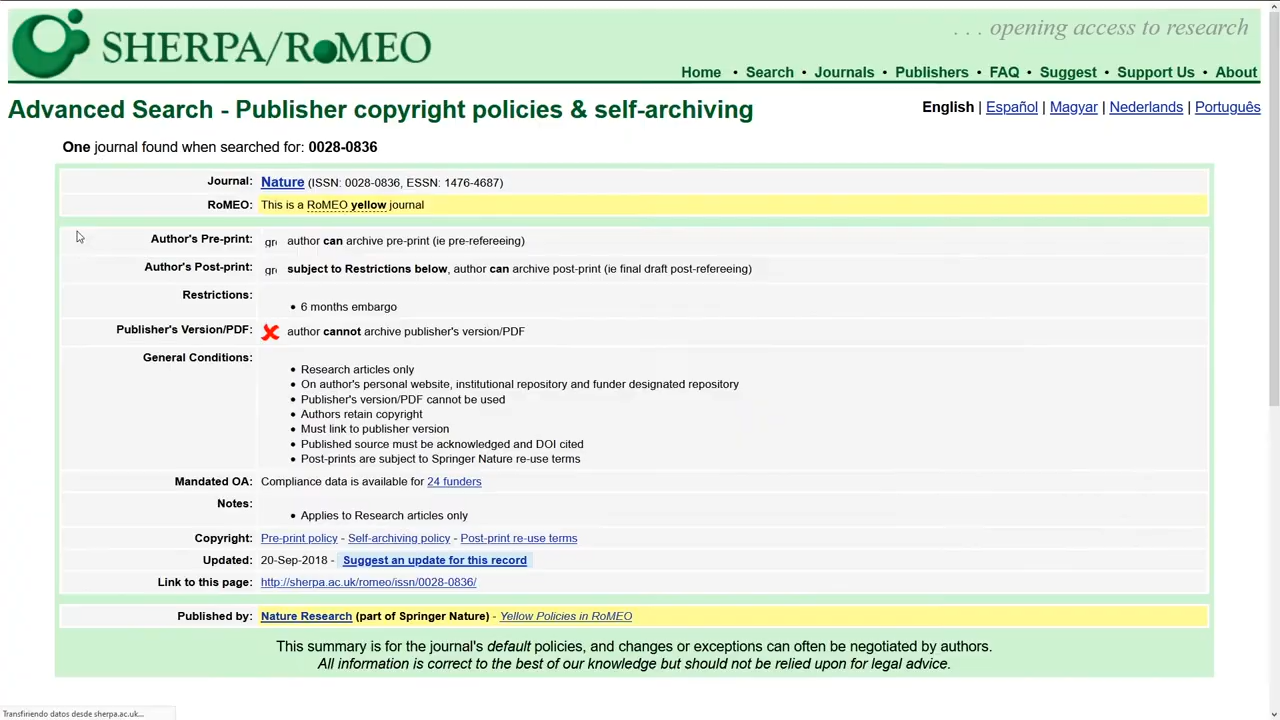 SHERPA/RoMEO
. . . opening access to research
Home • Search • Journals • Publishers • FAQ • Suggest • Support Us • About
Advanced Search - Publisher copyright policies & self-archiving
English | Español | Magyar | Nederlands | Português
One journal found when searched for: 0028-0836
Journal: Nature (ISSN: 0028-0836, ESSN: 1476-4687)
RoMEO: This is a RoMEO yellow journal
Author's Pre-print: gr author can archive pre-print (ie pre-refereeing)
Author's Post-print: gr subject to Restrictions below, author can archive post-print (ie final draft post-refereeing)
Restrictions:
• 6 months embargo
Publisher's Version/PDF: author cannot archive publisher's version/PDF
General Conditions:
• Research articles only
• On author's personal website, institutional repository and funder designated repository
• Publisher's version/PDF cannot be used
• Authors retain copyright
• Must link to publisher version
• Published source must be acknowledged and DOI cited
• Post-prints are subject to Springer Nature re-use terms
Mandated OA: Compliance data is available for 24 funders
Notes:
• Applies to Research articles only
Copyright: Pre-print policy - Self-archiving policy - Post-print re-use terms
Updated: 20-Sep-2018 - Suggest an update for this record
Link to this page: http://sherpa.ac.uk/romeo/issn/0028-0836/
Published by: Nature Research (part of Springer Nature) - Yellow Policies in RoMEO
This summary is for the journal's default policies, and changes or exceptions can often be negotiated by authors.
All information is correct to the best of our knowledge but should not be relied upon for legal advice.
Transfiriendo datos desde sherpa.ac.uk...